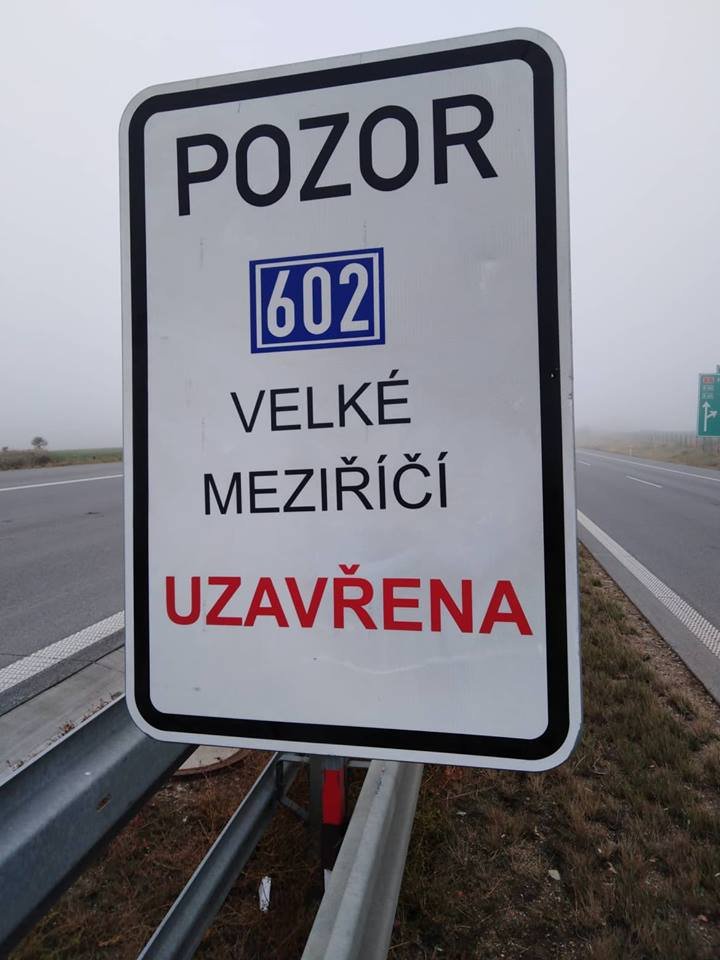 POZOR
602
VELKÉ
MEZIŘÍČÍ
UZAVŘENA